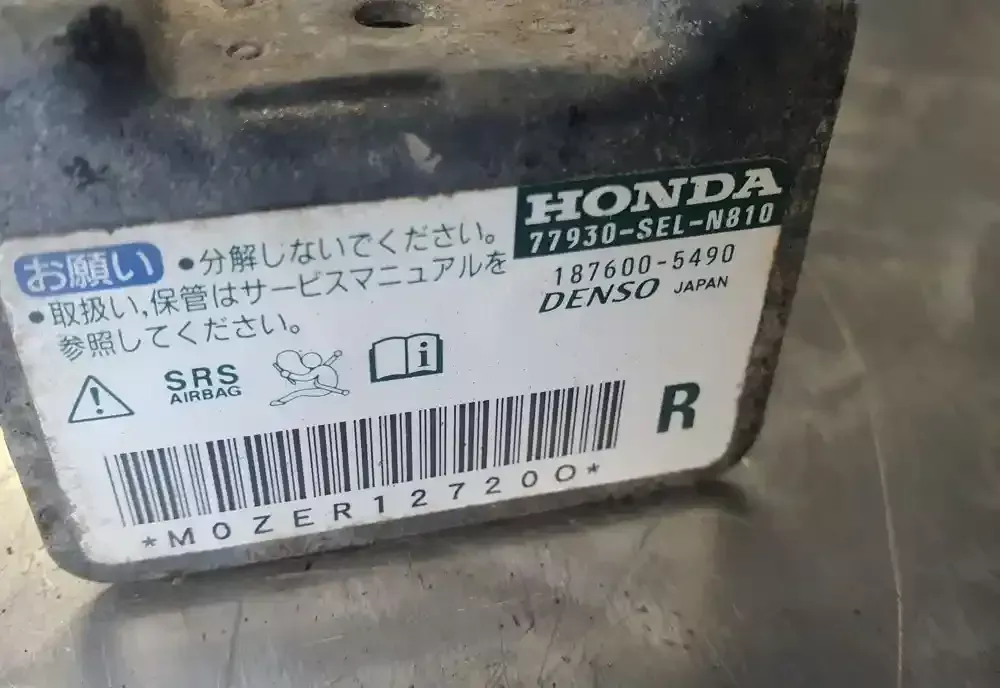 お願い
•分解しないでください。
•取扱い,保管はサービスマニュアルを
参照してください。
HONDA
77930-SEL-N810
187600-5490
DENSO JAPAN
SRS
AIRBAG
i
R
*M0ZER127200*